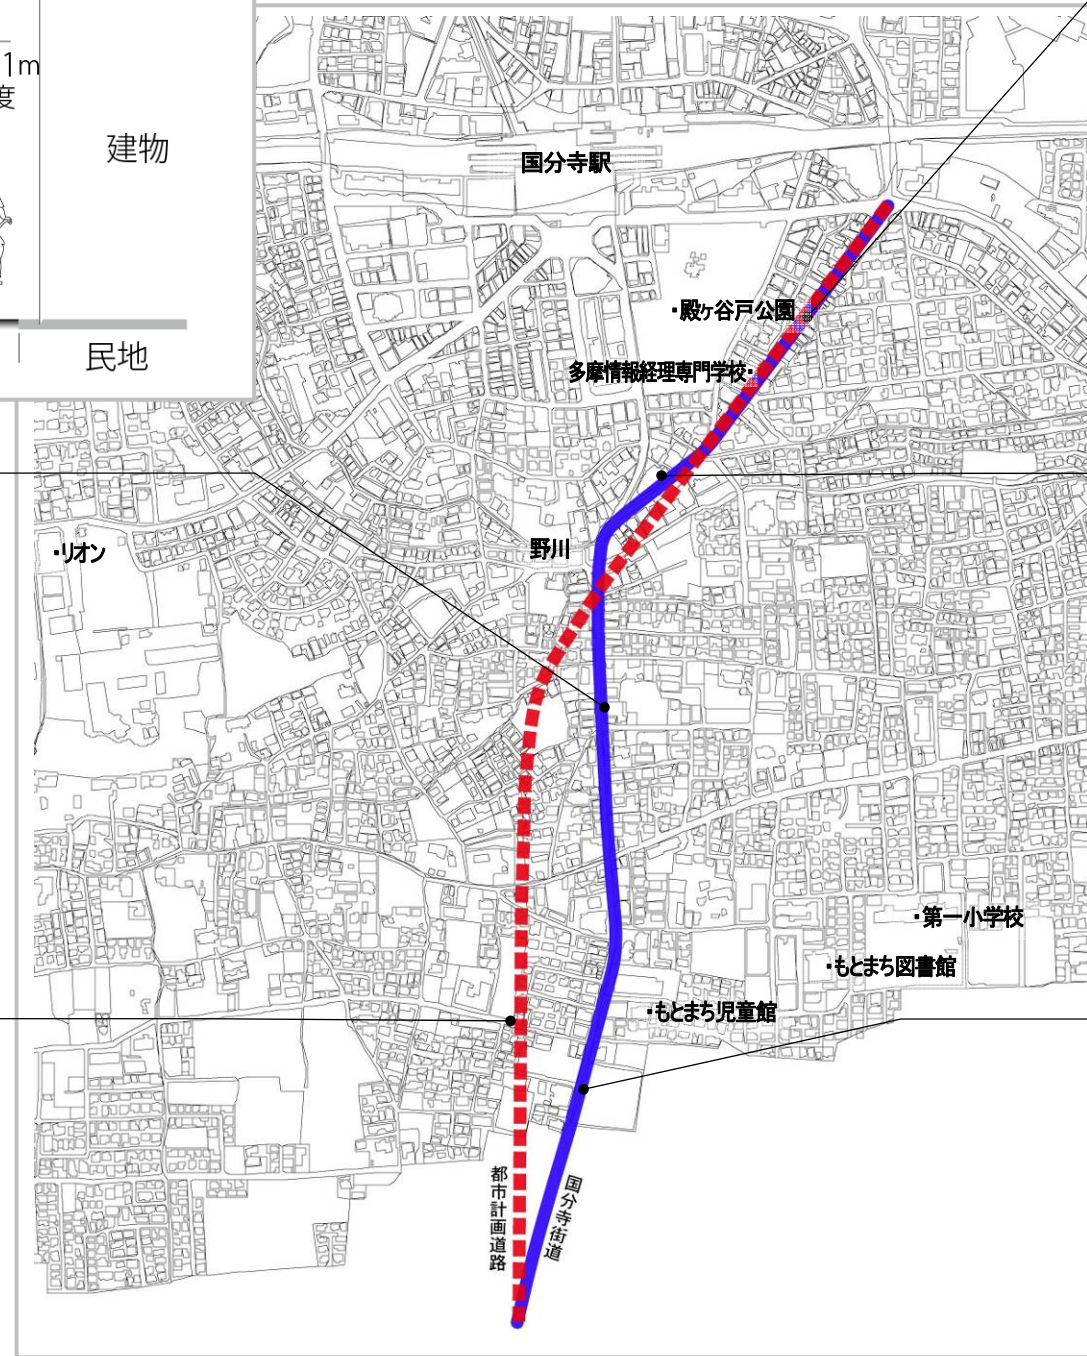 1m
度
建物
民地
国分寺駅
・殿ヶ谷戸公園
多摩情報経理専門学校・
・リオン
野川
・第一小学校
・もとまち図書館
・もとまち児童館
都市計画道路
国分寺街道